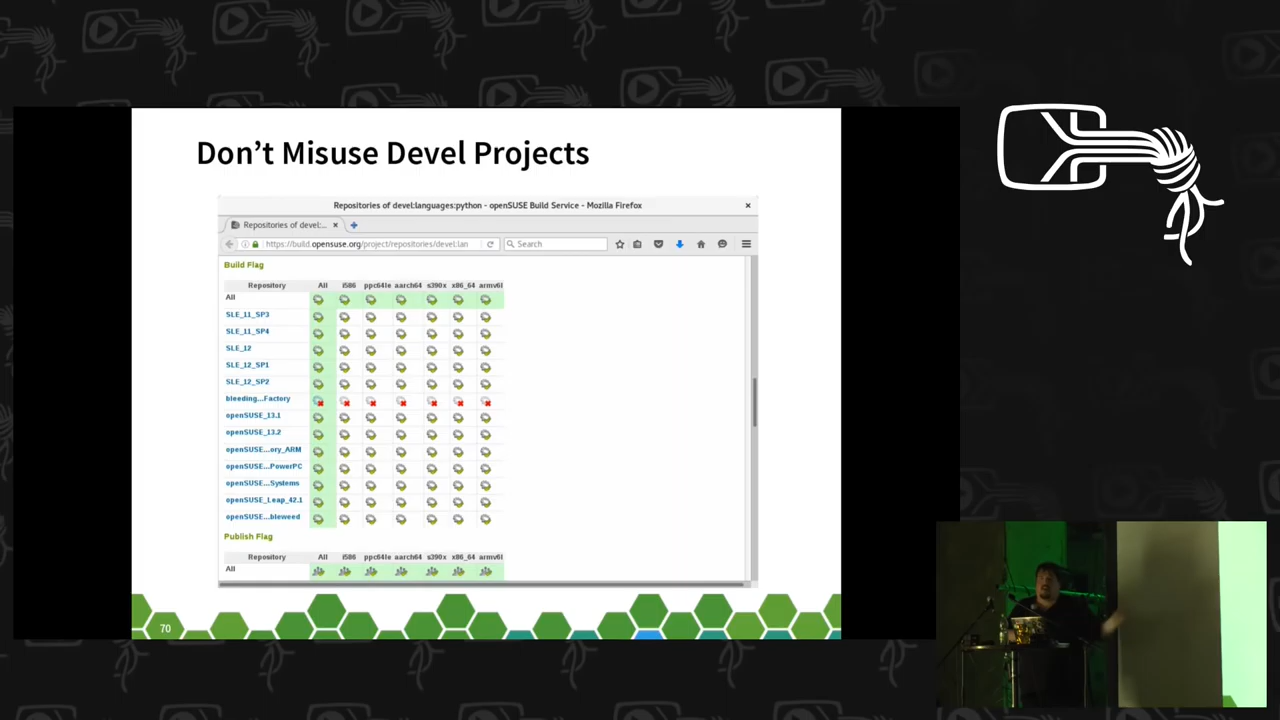 Don't Misuse Devel Projects
Repositories of devel:languages:python - openSUSE Build Service - Mozilla Firefox
Repositories of devel:...
https://build.opensuse.org/project/repositories/devel:lan
Search
Build Flag
Repository All i586 ppc64le aarch64 s390x x86_64 armv6l
All
SLE_11_SP3
SLE_11_SP4
SLE_12
SLE_12_SP1
SLE_12_SP2
bleeding...Factory
openSUSE_13.1
openSUSE_13.2
openSUSE...ory_ARM
openSUSE...PowerPC
openSUSE...Systems
openSUSE_Leap_42.1
openSUSE...bleweed
Publish Flag
Repository All i586 ppc64le aarch64 s390x x86_64 armv6l
All
70